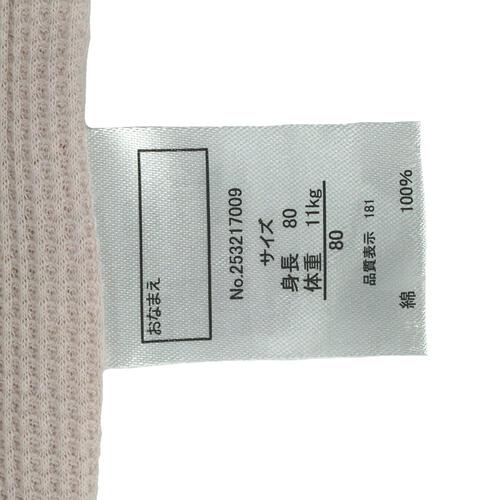 おなまえ
No.253217009
サイズ
身長 80
体重 11kg
80
品質表示 181
綿 100%